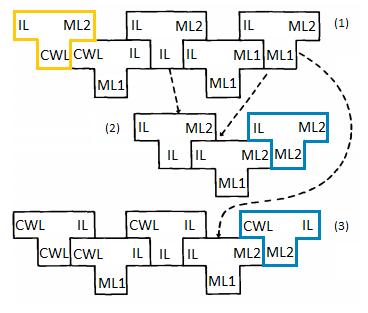 IL ML2 IL ML2 IL ML2 (1)
CWL CWL IL IL IL ML1 ML1
ML1 ML1
(2) IL ML2 IL ML2
IL IL ML2 ML2
ML1
CWL IL CWL IL CWL IL (3)
CWL CWL IL IL IL ML2 ML2
ML1 ML1